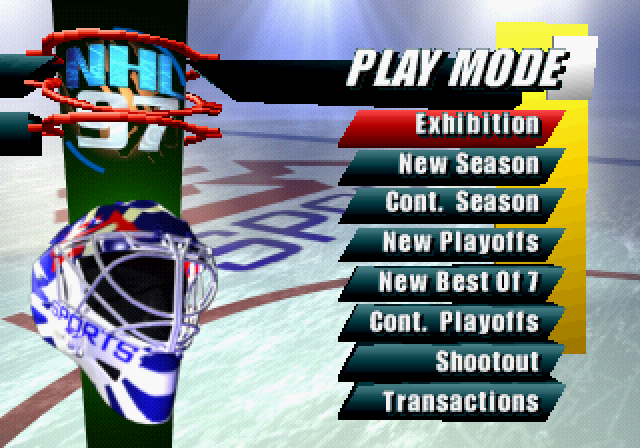 NHL
97
PLAY MODE
Exhibition
New Season
Cont. Season
New Playoffs
New Best Of 7
Cont. Playoffs
Shootout
Transactions
SPORTS
SPO